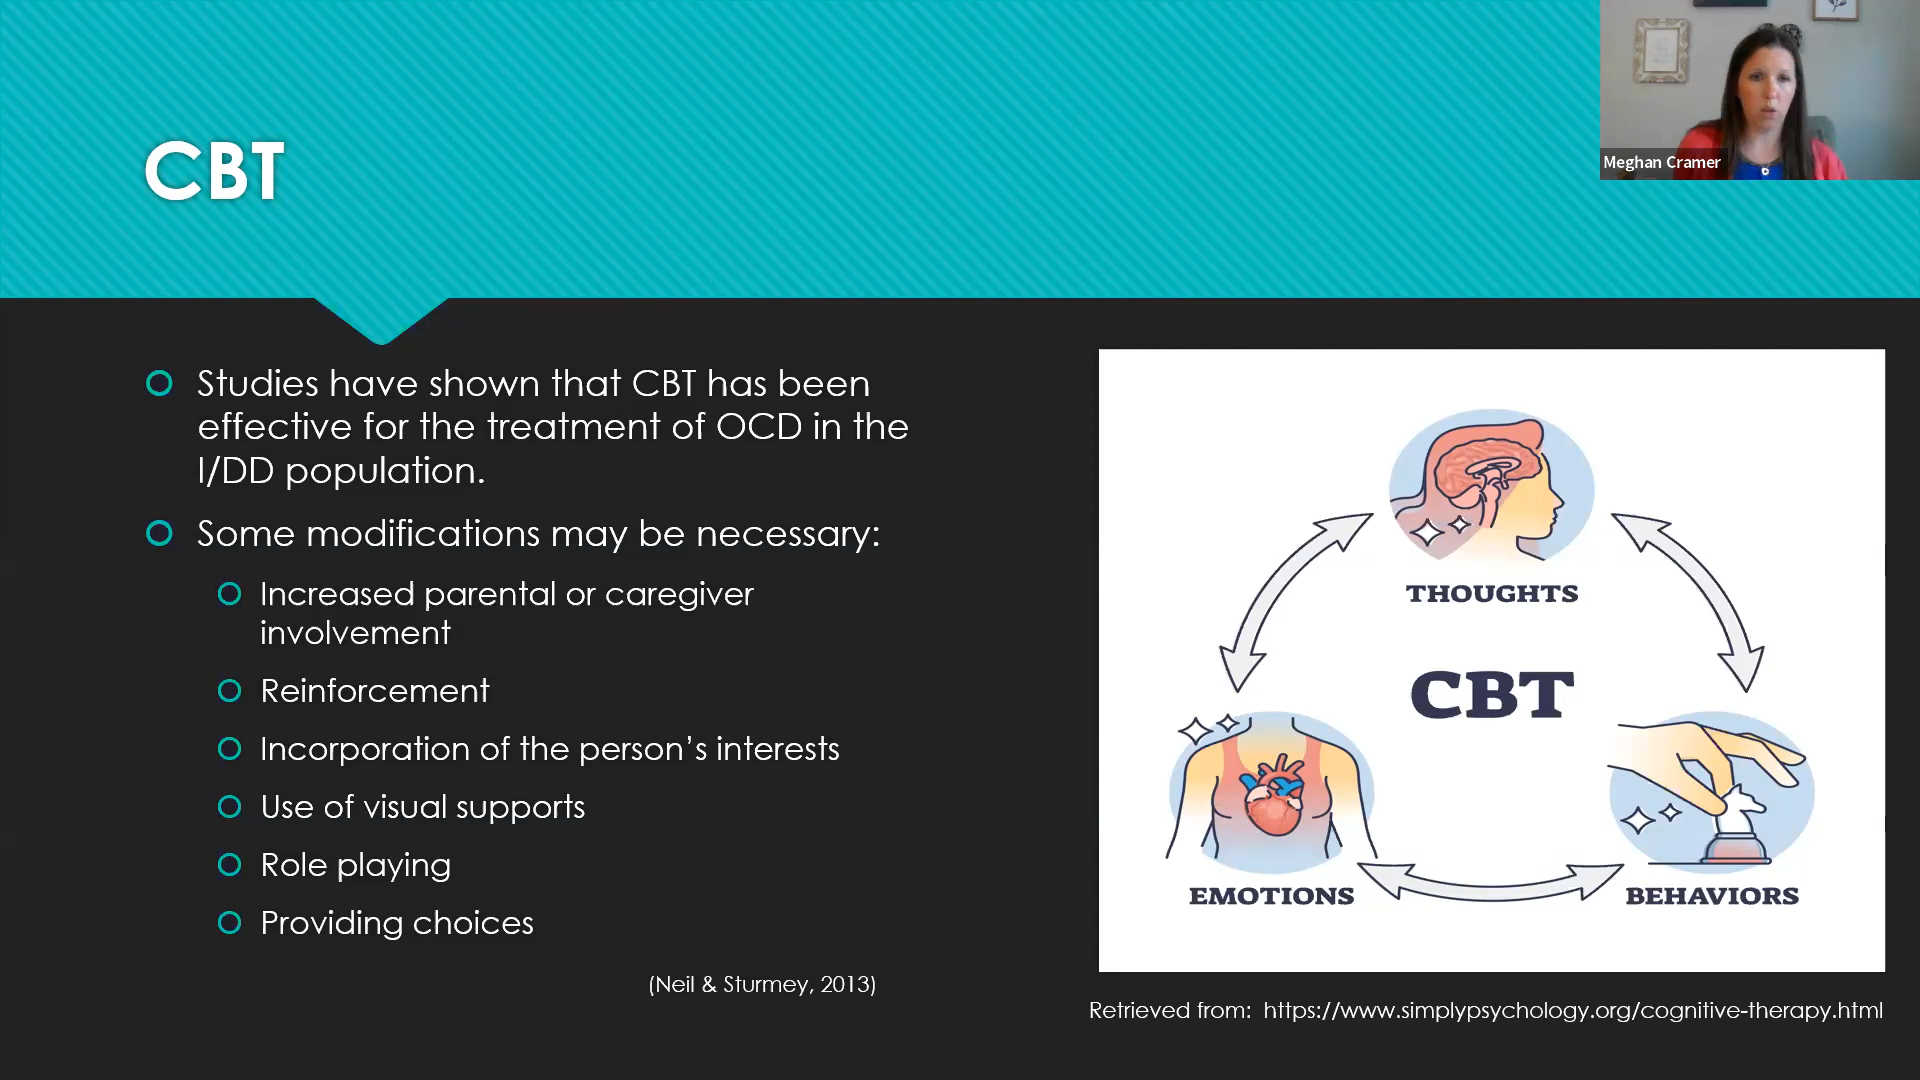 CBT
Meghan Cramer
Studies have shown that CBT has been
effective for the treatment of OCD in the
I/DD population.
Some modifications may be necessary:
Increased parental or caregiver
involvement
Reinforcement
Incorporation of the person’s interests
Use of visual supports
Role playing
Providing choices
(Neil & Sturmey, 2013)
THOUGHTS
CBT
EMOTIONS
BEHAVIORS
Retrieved from: https://www.simplypsychology.org/cognitive-therapy.html